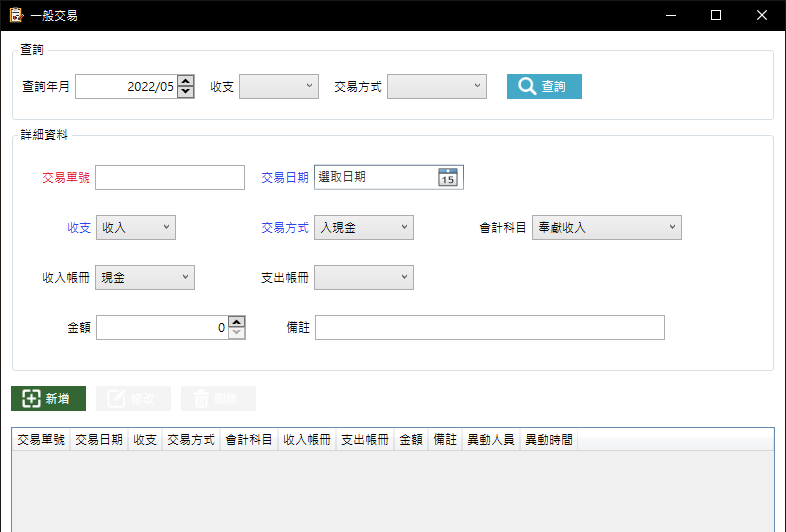 一般交易
查詢
查詢年月 2022/05 收支 交易方式 查詢
詳細資料
交易單號 交易日期 選取日期 15
收支 收入 交易方式 入現金 會計科目 奉獻收入
收入帳冊 現金 支出帳冊
金額 0 備註
新增 修改 刪除
交易單號 交易日期 收支 交易方式 會計科目 收入帳冊 支出帳冊 金額 備註 異動人員 異動時間